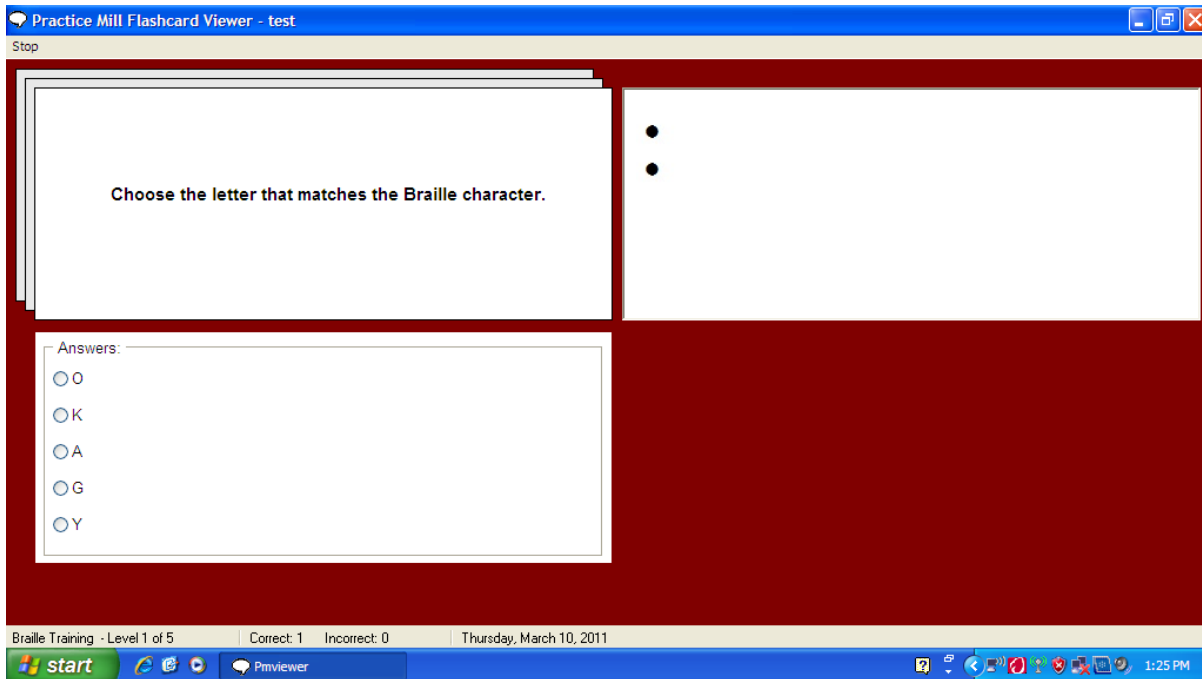 Practice Mill Flashcard Viewer - test
Stop
Choose the letter that matches the Braille character.
Answers:
O
K
A
G
Y
Braille Training - Level 1 of 5 Correct: 1 Incorrect: 0 Thursday, March 10, 2011
start Pmviewer 1:25 PM